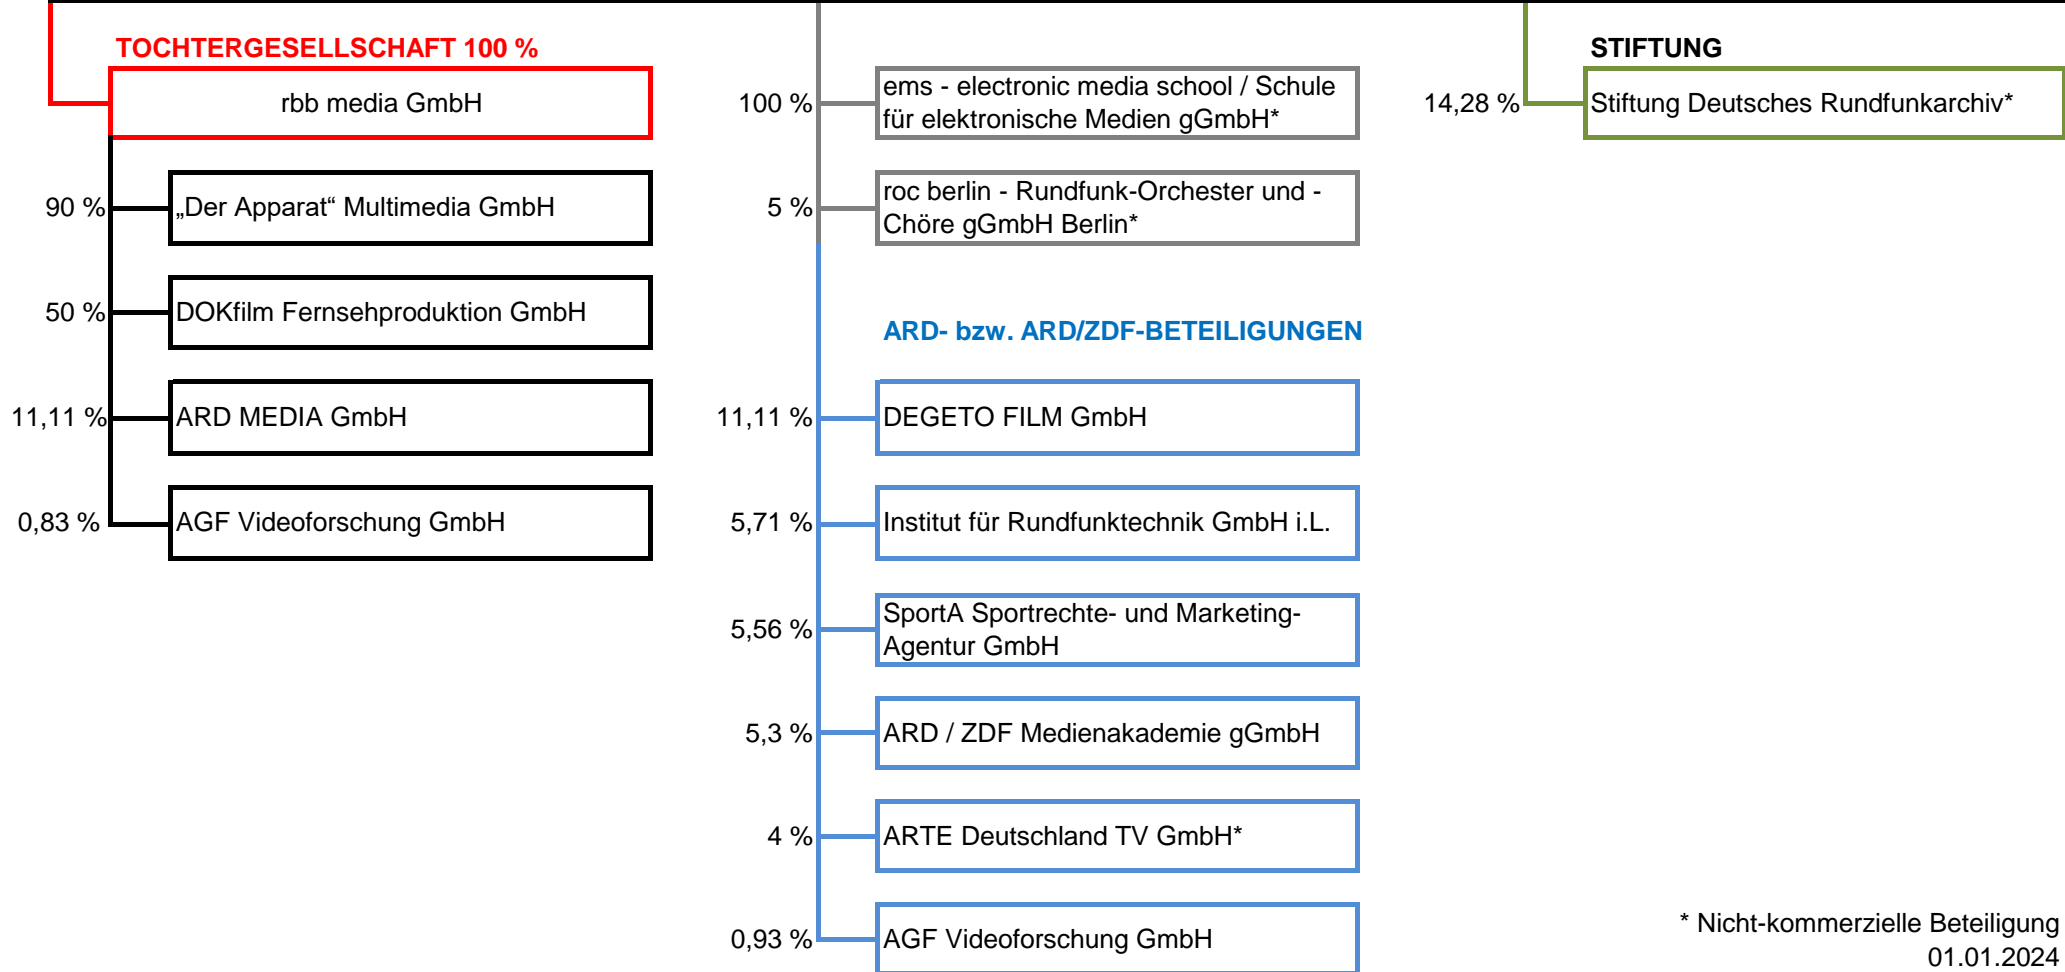 TOCHTERGESELLSCHAFT 100 %
rbb media GmbH
90 %
„Der Apparat“ Multimedia GmbH
50 %
DOKfilm Fernsehproduktion GmbH
11,11 %
ARD MEDIA GmbH
0,83 %
AGF Videoforschung GmbH
100 %
ems - electronic media school / Schule
für elektronische Medien gGmbH*
5 %
roc berlin - Rundfunk-Orchester und -
Chöre gGmbH Berlin*
ARD- bzw. ARD/ZDF-BETEILIGUNGEN
11,11 %
DEGETO FILM GmbH
5,71 %
Institut für Rundfunktechnik GmbH i.L.
5,56 %
SportA Sportrechte- und Marketing-
Agentur GmbH
5,3 %
ARD / ZDF Medienakademie gGmbH
4 %
ARTE Deutschland TV GmbH*
0,93 %
AGF Videoforschung GmbH
STIFTUNG
14,28 %
Stiftung Deutsches Rundfunkarchiv*
* Nicht-kommerzielle Beteiligung
01.01.2024